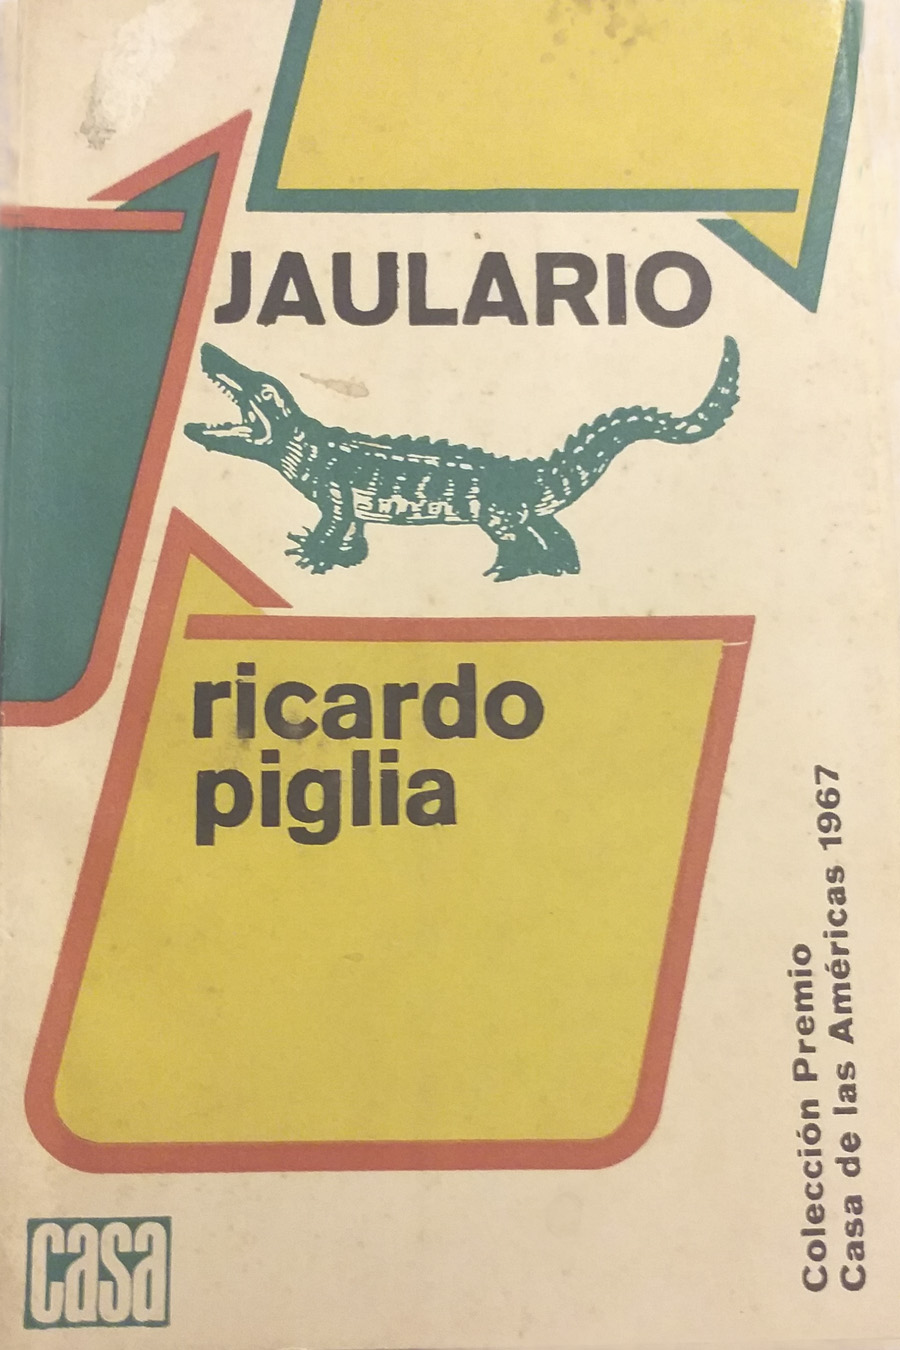 JAULARIO
ricardo
piglia
Colección Premio
Casa de las Américas 1967
casa